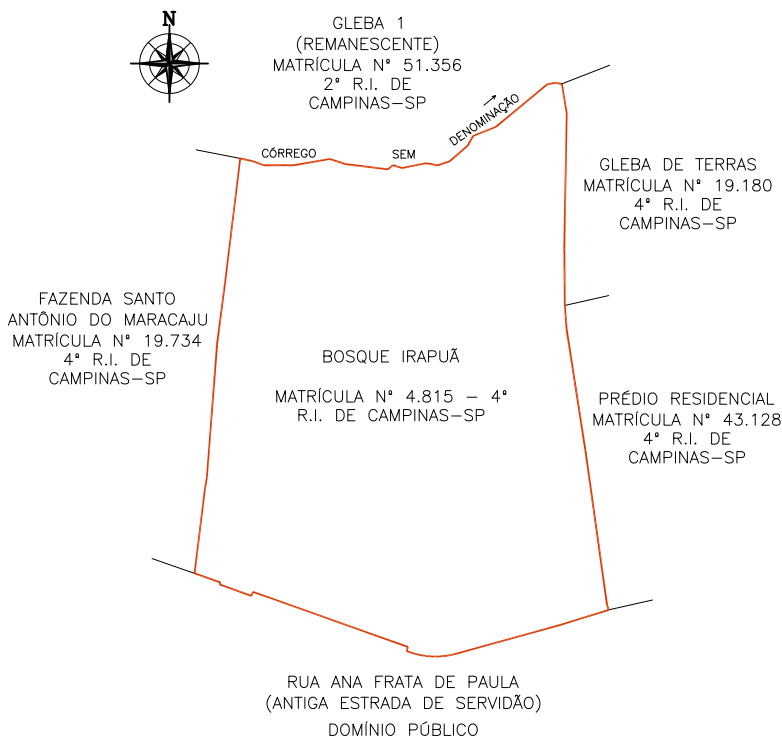 N
GLEBA 1
(REMANESCENTE)
MATRÍCULA Nº 51.356
2º R.I. DE
CAMPINAS-SP
CÓRREGO SEM DENOMINAÇÃO
GLEBA DE TERRAS
MATRÍCULA Nº 19.180
4º R.I. DE
CAMPINAS-SP
FAZENDA SANTO
ANTÔNIO DO MARACAJU
MATRÍCULA Nº 19.734
4º R.I. DE
CAMPINAS-SP
BOSQUE IRAPUÃ
MATRÍCULA Nº 4.815 - 4º
R.I. DE CAMPINAS-SP
PRÉDIO RESIDENCIAL
MATRÍCULA Nº 43.128
4º R.I. DE
CAMPINAS-SP
RUA ANA FRATA DE PAULA
(ANTIGA ESTRADA DE SERVIDÃO)
DOMÍNIO PÚBLICO